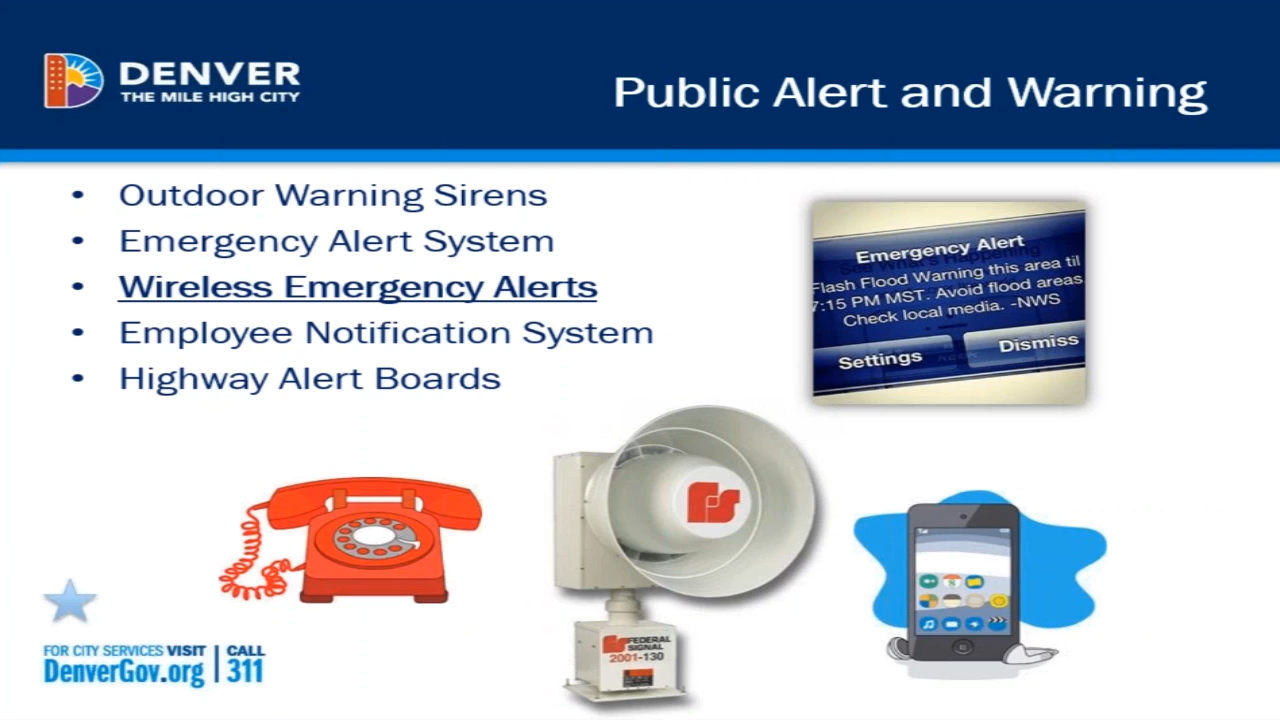 DENVER
THE MILE HIGH CITY
Public Alert and Warning
• Outdoor Warning Sirens
• Emergency Alert System
• Wireless Emergency Alerts
• Employee Notification System
• Highway Alert Boards
Emergency Alert
Flash Flood Warning this area til
7:15 PM MST. Avoid flood areas
Check local media. -NWS
Settings
Dismiss
FEDERAL
SIGNAL
2001-130
FOR CITY SERVICES VISIT | CALL
DenverGov.org | 311